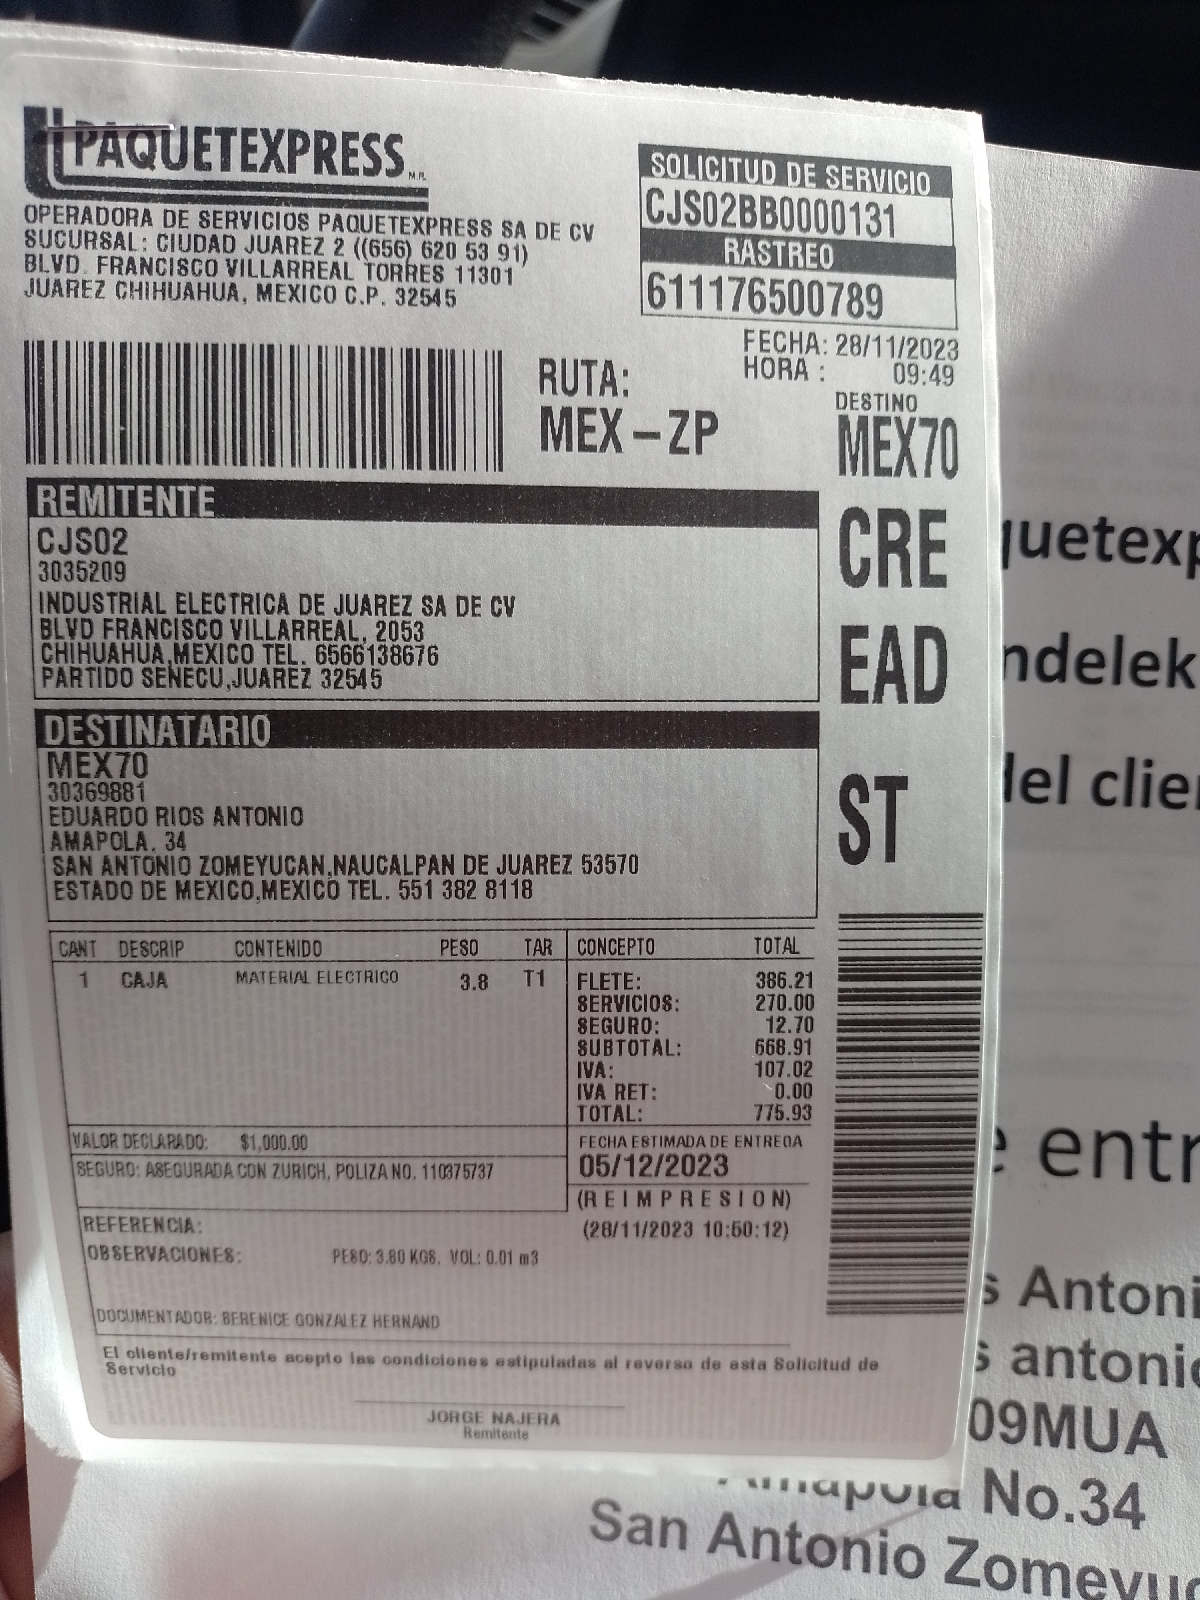 PAQUETEXPRESS M.R.
OPERADORA DE SERVICIOS PAQUETEXPRESS SA DE CV
SUCURSAL: CIUDAD JUAREZ 2 ((656) 620 53 91)
BLVD. FRANCISCO VILLARREAL TORRES 11301
JUAREZ CHIHUAHUA, MEXICO C.P. 32545
SOLICITUD DE SERVICIO
CJS02BB0000131
RASTREO
611176500789
FECHA: 28/11/2023
HORA : 09:49
RUTA:
MEX-ZP
DESTINO
MEX70
CRE
EAD
ST
REMITENTE
CJS02
3035209
INDUSTRIAL ELECTRICA DE JUAREZ SA DE CV
BLVD FRANCISCO VILLARREAL, 2053
CHIHUAHUA,MEXICO TEL. 6566138676
PARTIDO SENECU,JUAREZ 32545
DESTINATARIO
MEX70
30369881
EDUARDO RIOS ANTONIO
AMAPOLA, 34
SAN ANTONIO ZOMEYUCAN,NAUCALPAN DE JUAREZ 53570
ESTADO DE MEXICO,MEXICO TEL. 551 382 8118
CANT DESCRIP CONTENIDO PESO TAR
1 CAJA MATERIAL ELECTRICO 3.8 T1
CONCEPTO TOTAL
FLETE: 386.21
SERVICIOS: 270.00
SEGURO: 12.70
SUBTOTAL: 668.91
IVA: 107.02
IVA RET: 0.00
TOTAL: 775.93
VALOR DECLARADO: $1,000.00
SEGURO: ASEGURADA CON ZURICH, POLIZA NO. 110375737
FECHA ESTIMADA DE ENTREGA
05/12/2023
(REIMPRESION)
(28/11/2023 10:50:12)
REFERENCIA:
OBSERVACIONES: PESO: 3.80 KGS. VOL: 0.01 m3
DOCUMENTADOR: BERENICE GONZALEZ HERNAND
El cliente/remitente acepto las condiciones estipuladas al reverso de esta Solicitud de
Servicio
JORGE NAJERA
Remitente
quetexp
ndelek
del clie
e entr
s Antoni
s antonio
09MUA
Amapola No.34
San Antonio Zomeyuc